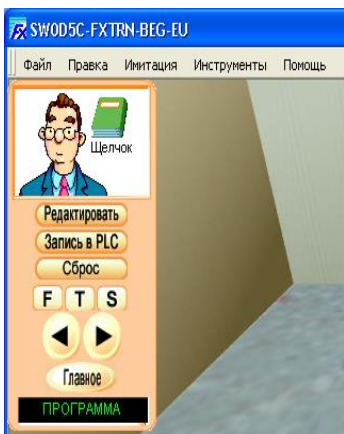 SW0D5C-FXTRN-BEG-EU
Файл Правка Имитация Инструменты Помощь
Щелчок
Редактировать
Запись в PLC
Сброс
F T S
Главное
ПРОГРАММА